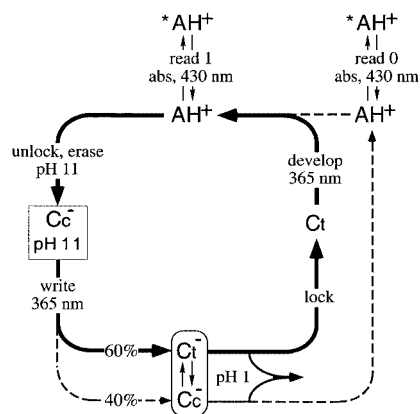 *AH+ *AH+
read 1 read 0
abs, 430 nm abs, 430 nm
AH+ AH+
unlock, erase
pH 11
develop
365 nm
Cc-
pH 11
Ct
write
365 nm
lock
60% Ct-
pH 1
40% Cc-